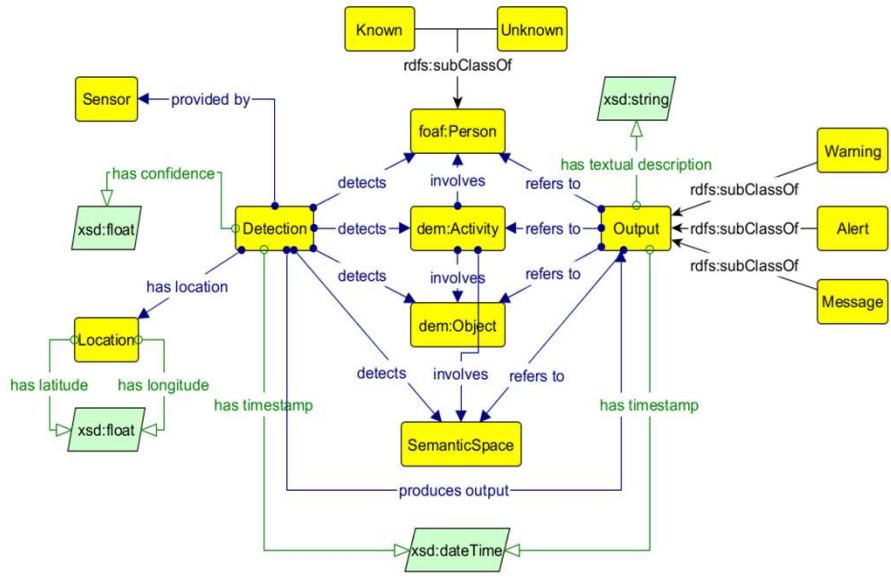 Known
Unknown
rdfs:subClassOf
Sensor
provided by
xsd:string
foaf:Person
Warning
has confidence
detects
involves
refers to
has textual description
rdfs:subClassOf
xsd:float
Detection
detects
dem:Activity
refers to
Output
rdfs:subClassOf
Alert
rdfs:subClassOf
has location
detects
involves
refers to
Message
Location
dem:Object
has latitude
has longitude
detects
involves
refers to
has timestamp
has timestamp
xsd:float
SemanticSpace
produces output
xsd:dateTime